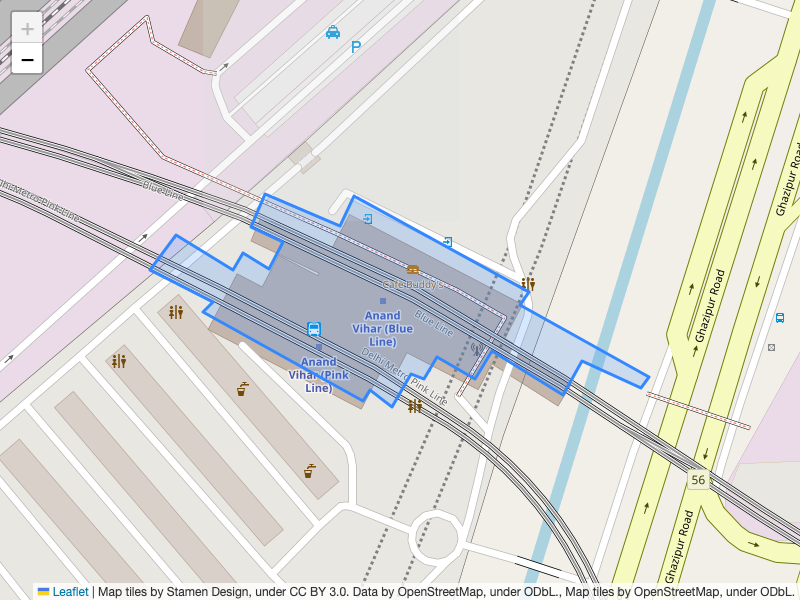 +
−
P
Blue Line
Delhi Metro Pink Line
Cafe Buddy's
Anand
Vihar (Blue
Line)
Blue Line
Delhi Metro Pink Line
Anand
Vihar (Pink
Line)
Ghazipur Road
Ghazipur Road
56
Ghazipur Road
Leaflet | Map tiles by Stamen Design, under CC BY 3.0. Data by OpenStreetMap, under ODbL., Map tiles by OpenStreetMap, under ODbL.